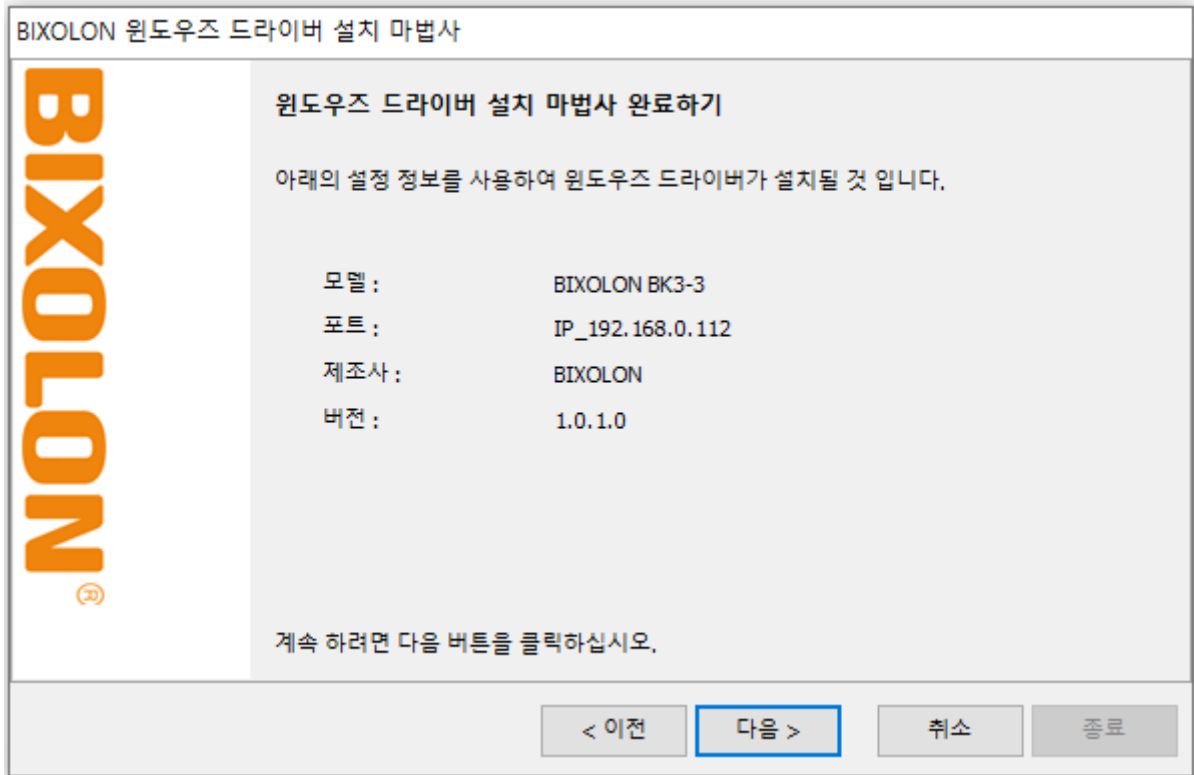 BIXOLON 윈도우즈 드라이버 설치 마법사
BIXOLON®
윈도우즈 드라이버 설치 마법사 완료하기
아래의 설정 정보를 사용하여 윈도우즈 드라이버가 설치될 것 입니다.
모델 : BIXOLON BK3-3
포트 : IP_192.168.0.112
제조사 : BIXOLON
버전 : 1.0.1.0
계속 하려면 다음 버튼을 클릭하십시오.
< 이전 다음 > 취소 종료